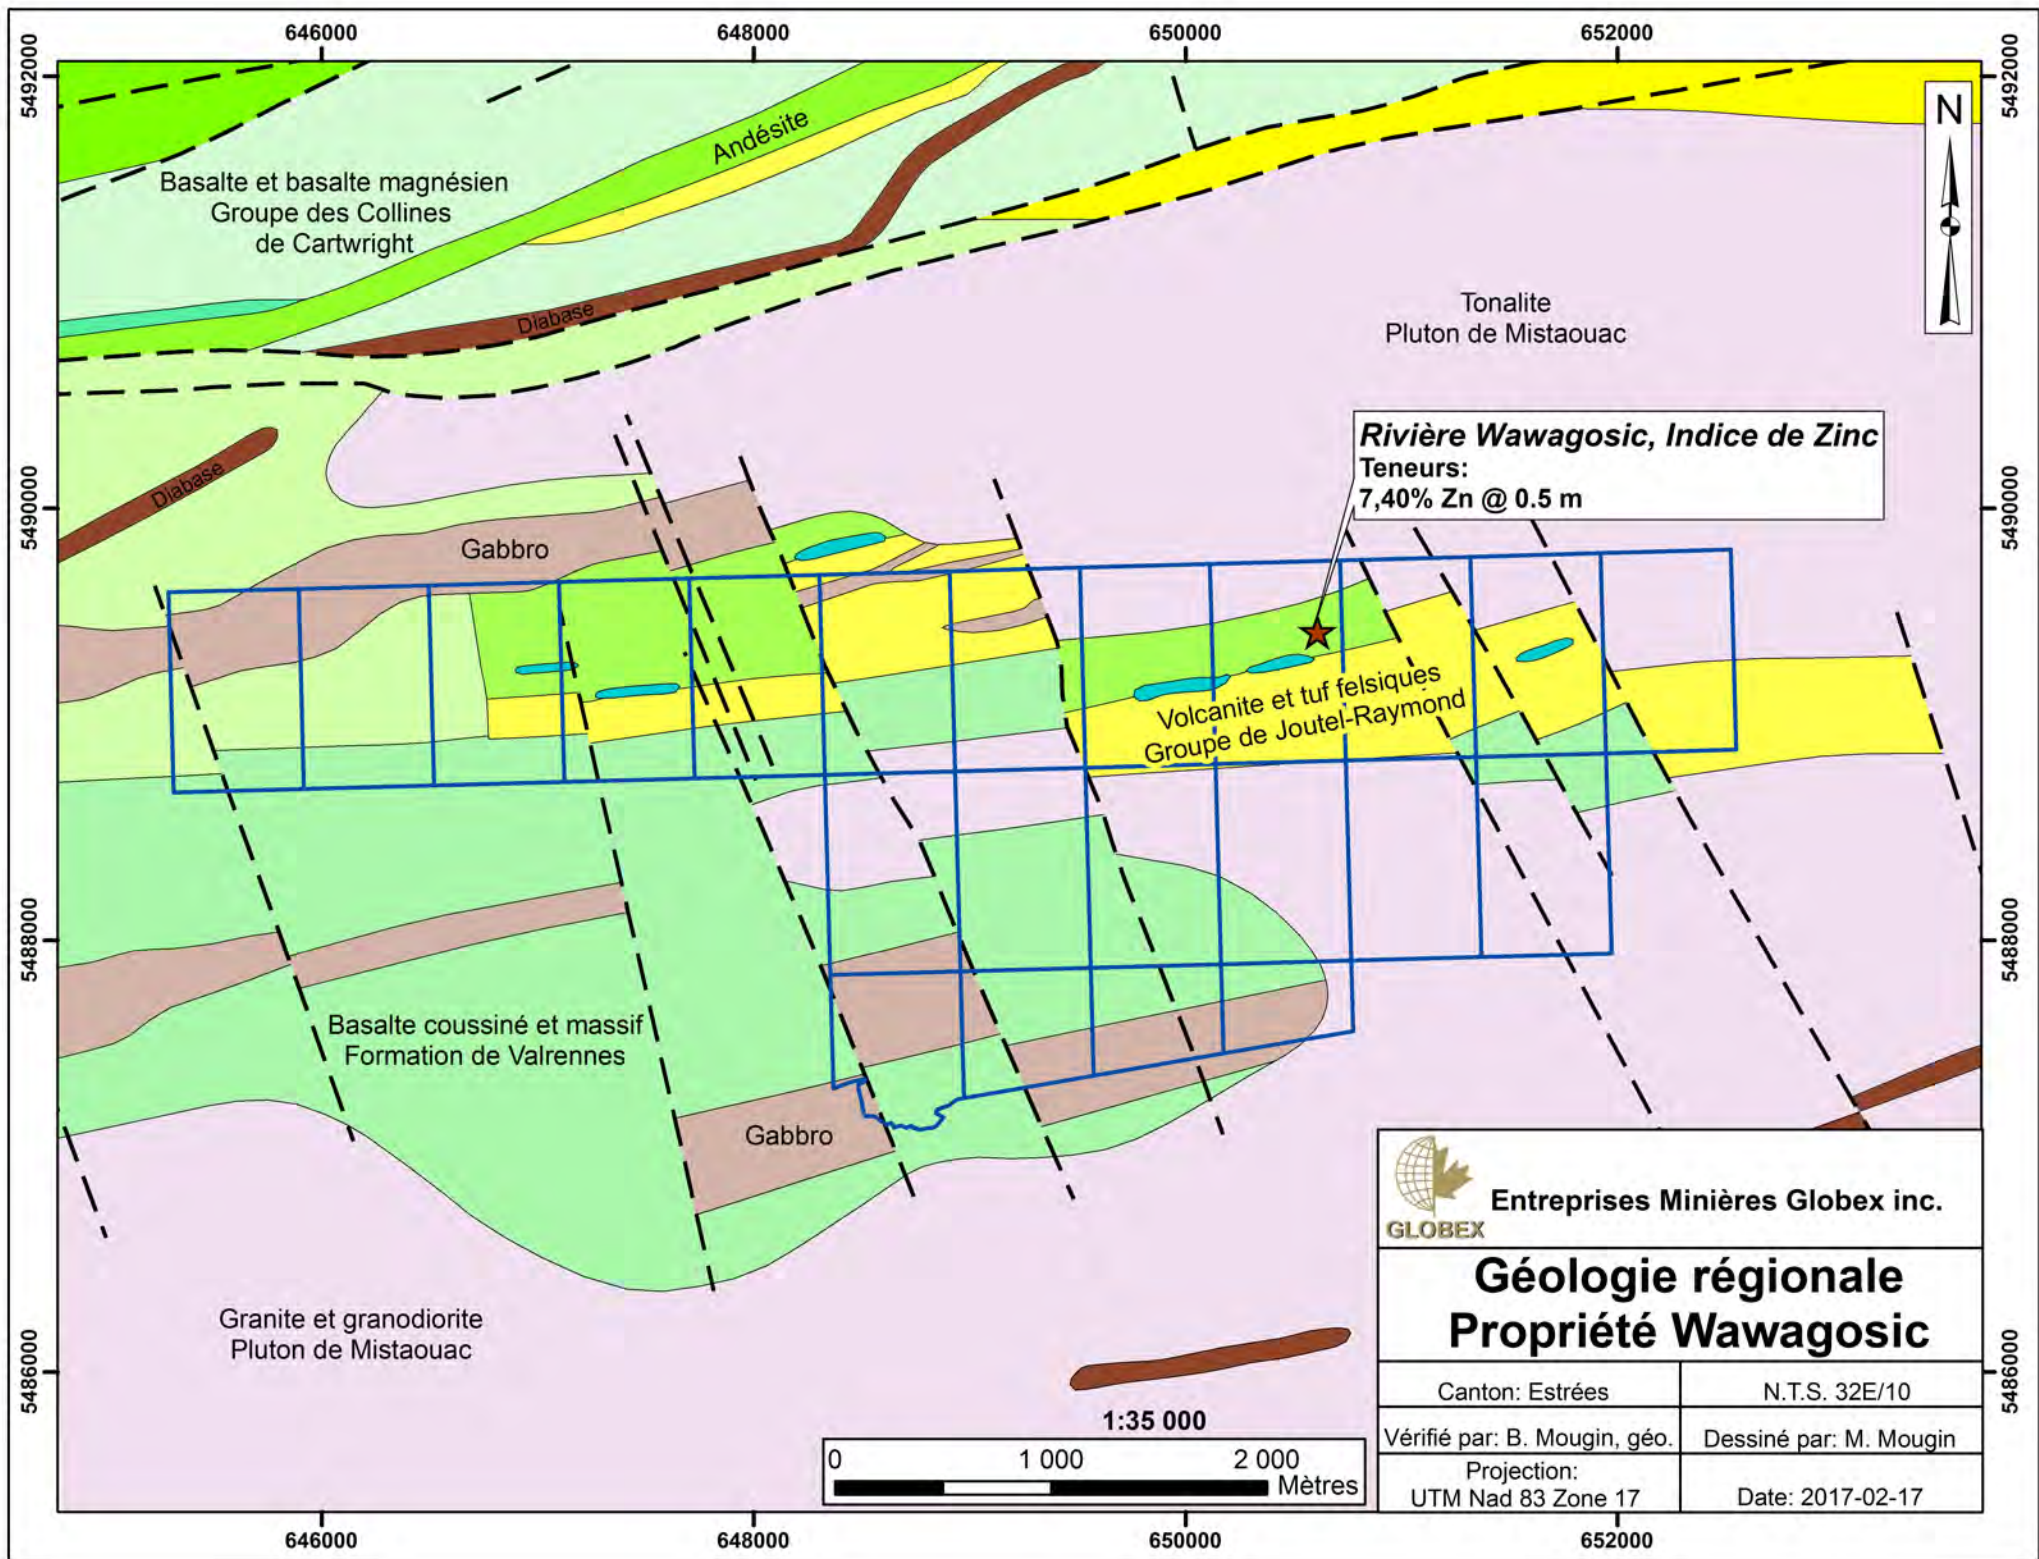 646000
648000
650000
652000
5492000
5492000
N
Andésite
Basalte et basalte magnésien
Groupe des Collines
de Cartwright
Diabase
Tonalite
Pluton de Mistaouac
Rivière Wawagosic, Indice de Zinc
Teneurs:
7,40% Zn @ 0.5 m
Diabase
5490000
5490000
Gabbro
Volcanite et tuf felsiques
Groupe de Joutel-Raymond
5488000
5488000
Basalte coussiné et massif
Formation de Valrennes
Gabbro
Granite et granodiorite
Pluton de Mistaouac
5486000
5486000
GLOBEX
Entreprises Minières Globex inc.
Géologie régionale
Propriété Wawagosic
Canton: Estrées
N.T.S. 32E/10
Vérifié par: B. Mougin, géo.
Dessiné par: M. Mougin
Projection:
UTM Nad 83 Zone 17
Date: 2017-02-17
1:35 000
0
1 000
2 000
Mètres
646000
648000
650000
652000